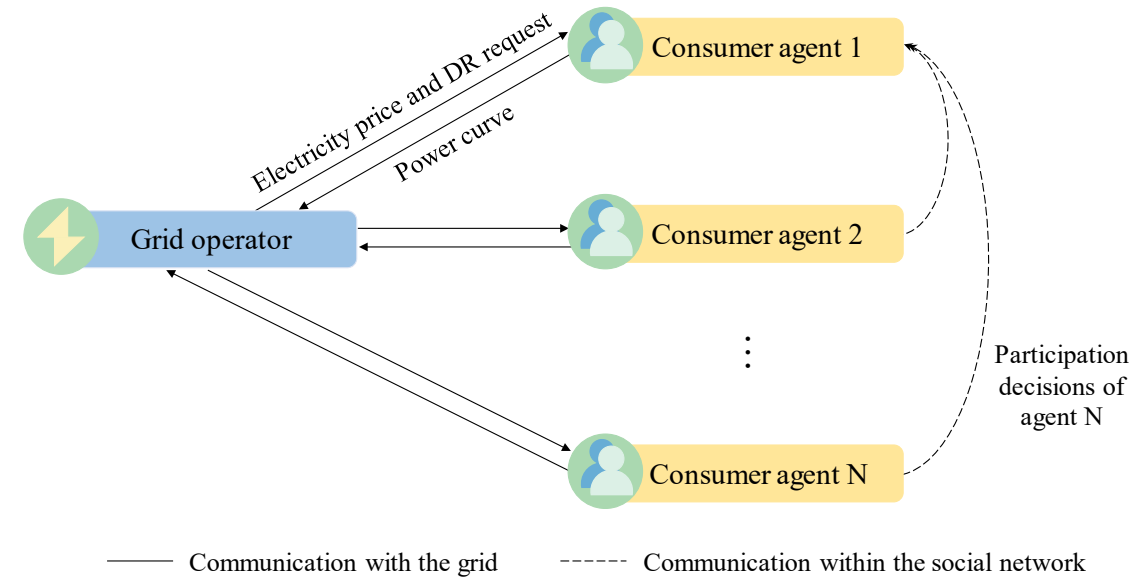 Electricity price and DR request
Consumer agent 1
Power curve
Grid operator
Consumer agent 2
Participation
decisions of
agent N
Consumer agent N
Communication with the grid
Communication within the social network